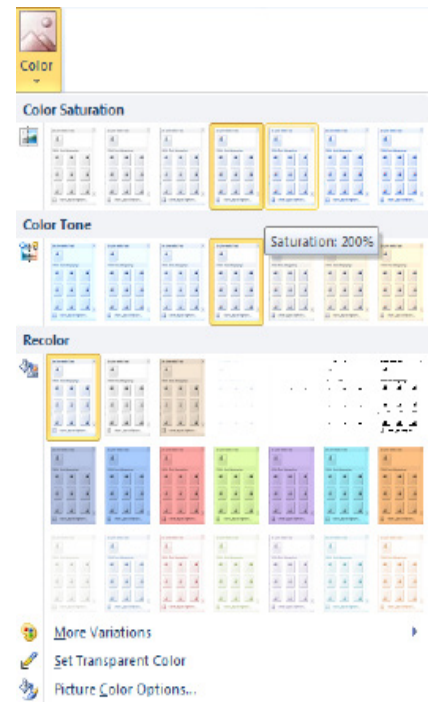 Color
Color Saturation
Color Tone
Saturation: 200%
Recolor
More Variations
Set Transparent Color
Picture Color Options...